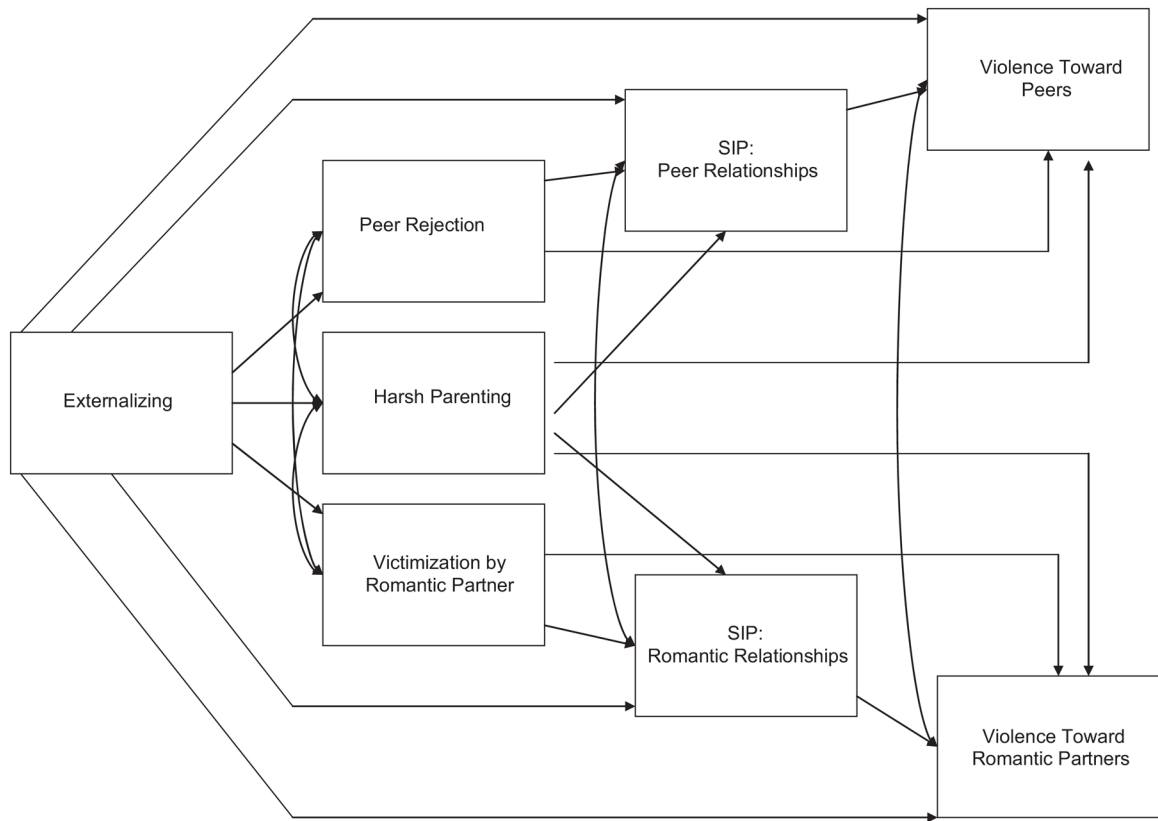 Violence Toward
Peers
SIP:
Peer Relationships
Peer Rejection
Externalizing
Harsh Parenting
Victimization by
Romantic Partner
SIP:
Romantic Relationships
Violence Toward
Romantic Partners